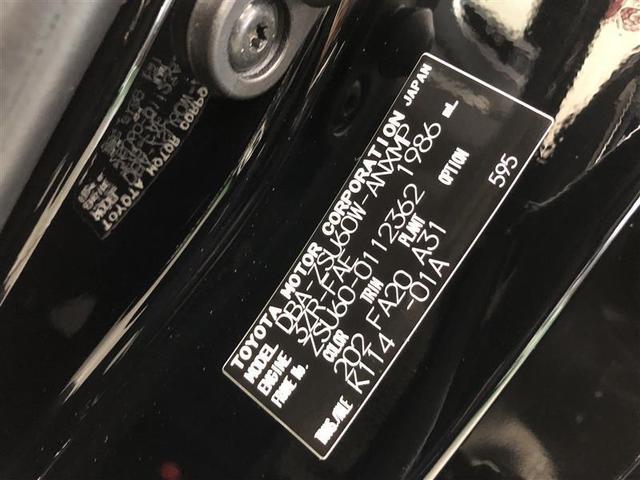 TOYOTA MOTOR CORPORATION JAPAN
MODEL DBA-ZSU60W-ANXMP
ENGINE 3ZR-FAE 1986 mL
FRAME No. ZSU60-0112362
COLOR TRIM PLANT OPTION
202 FA20 A31 595
TRANS/AXLE K114 -01A